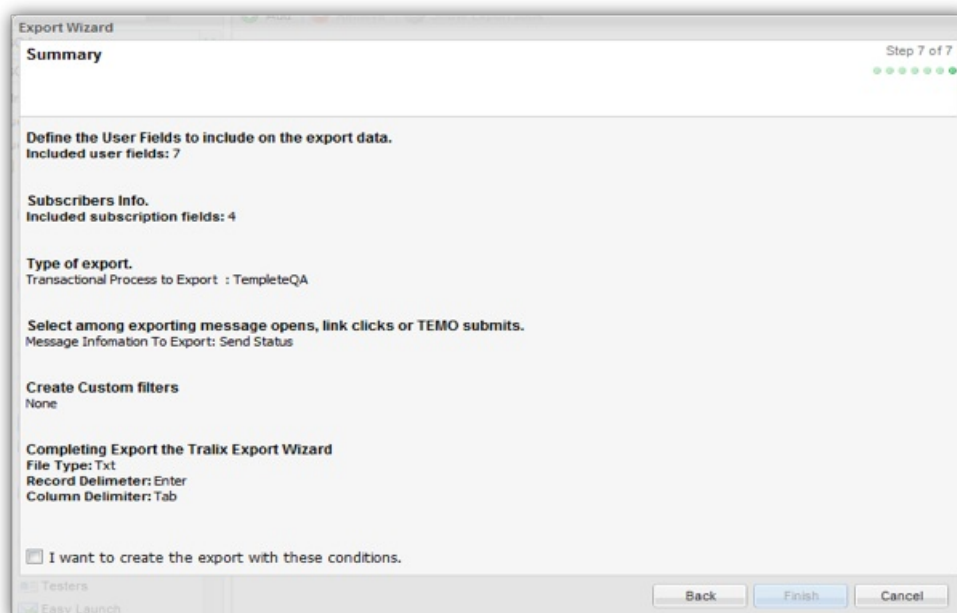 Export Wizard
Summary
Step 7 of 7
Define the User Fields to include on the export data.
Included user fields: 7
Subscribers Info.
Included subscription fields: 4
Type of export.
Transactional Process to Export : TempleteQA
Select among exporting message opens, link clicks or TEMO submits.
Message Infomation To Export: Send Status
Create Custom filters
None
Completing Export the Tralix Export Wizard
File Type: Txt
Record Delimeter: Enter
Column Delimiter: Tab
I want to create the export with these conditions.
Testers
Back Finish Cancel
Easy Launch